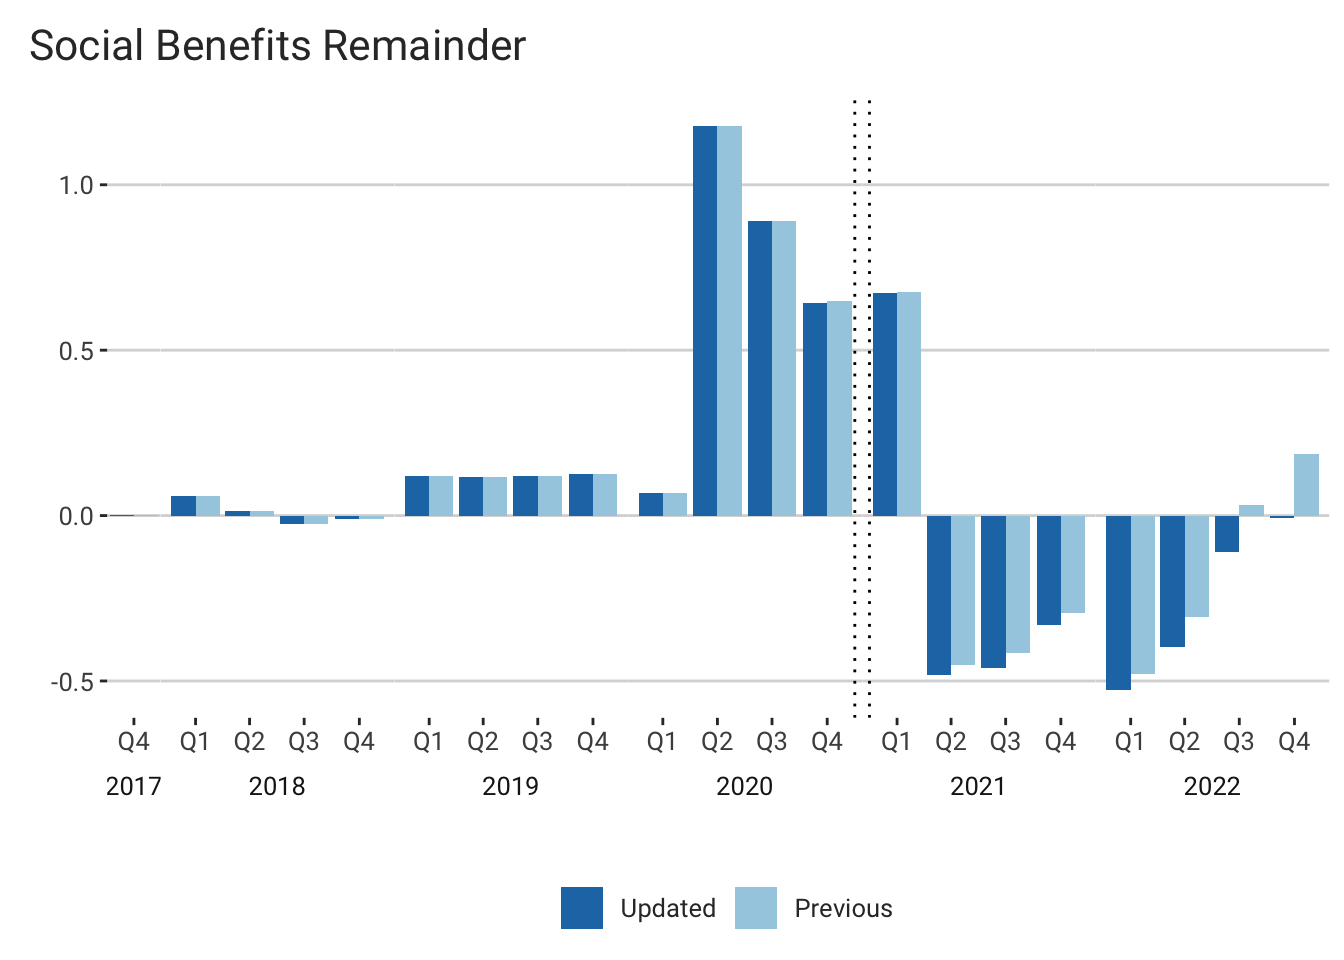 Social Benefits Remainder
1.0
0.5
0.0
-0.5
Q4 Q1 Q2 Q3 Q4 Q1 Q2 Q3 Q4 Q1 Q2 Q3 Q4 Q1 Q2 Q3 Q4 Q1 Q2 Q3 Q4
2017 2018 2019 2020 2021 2022
Updated Previous